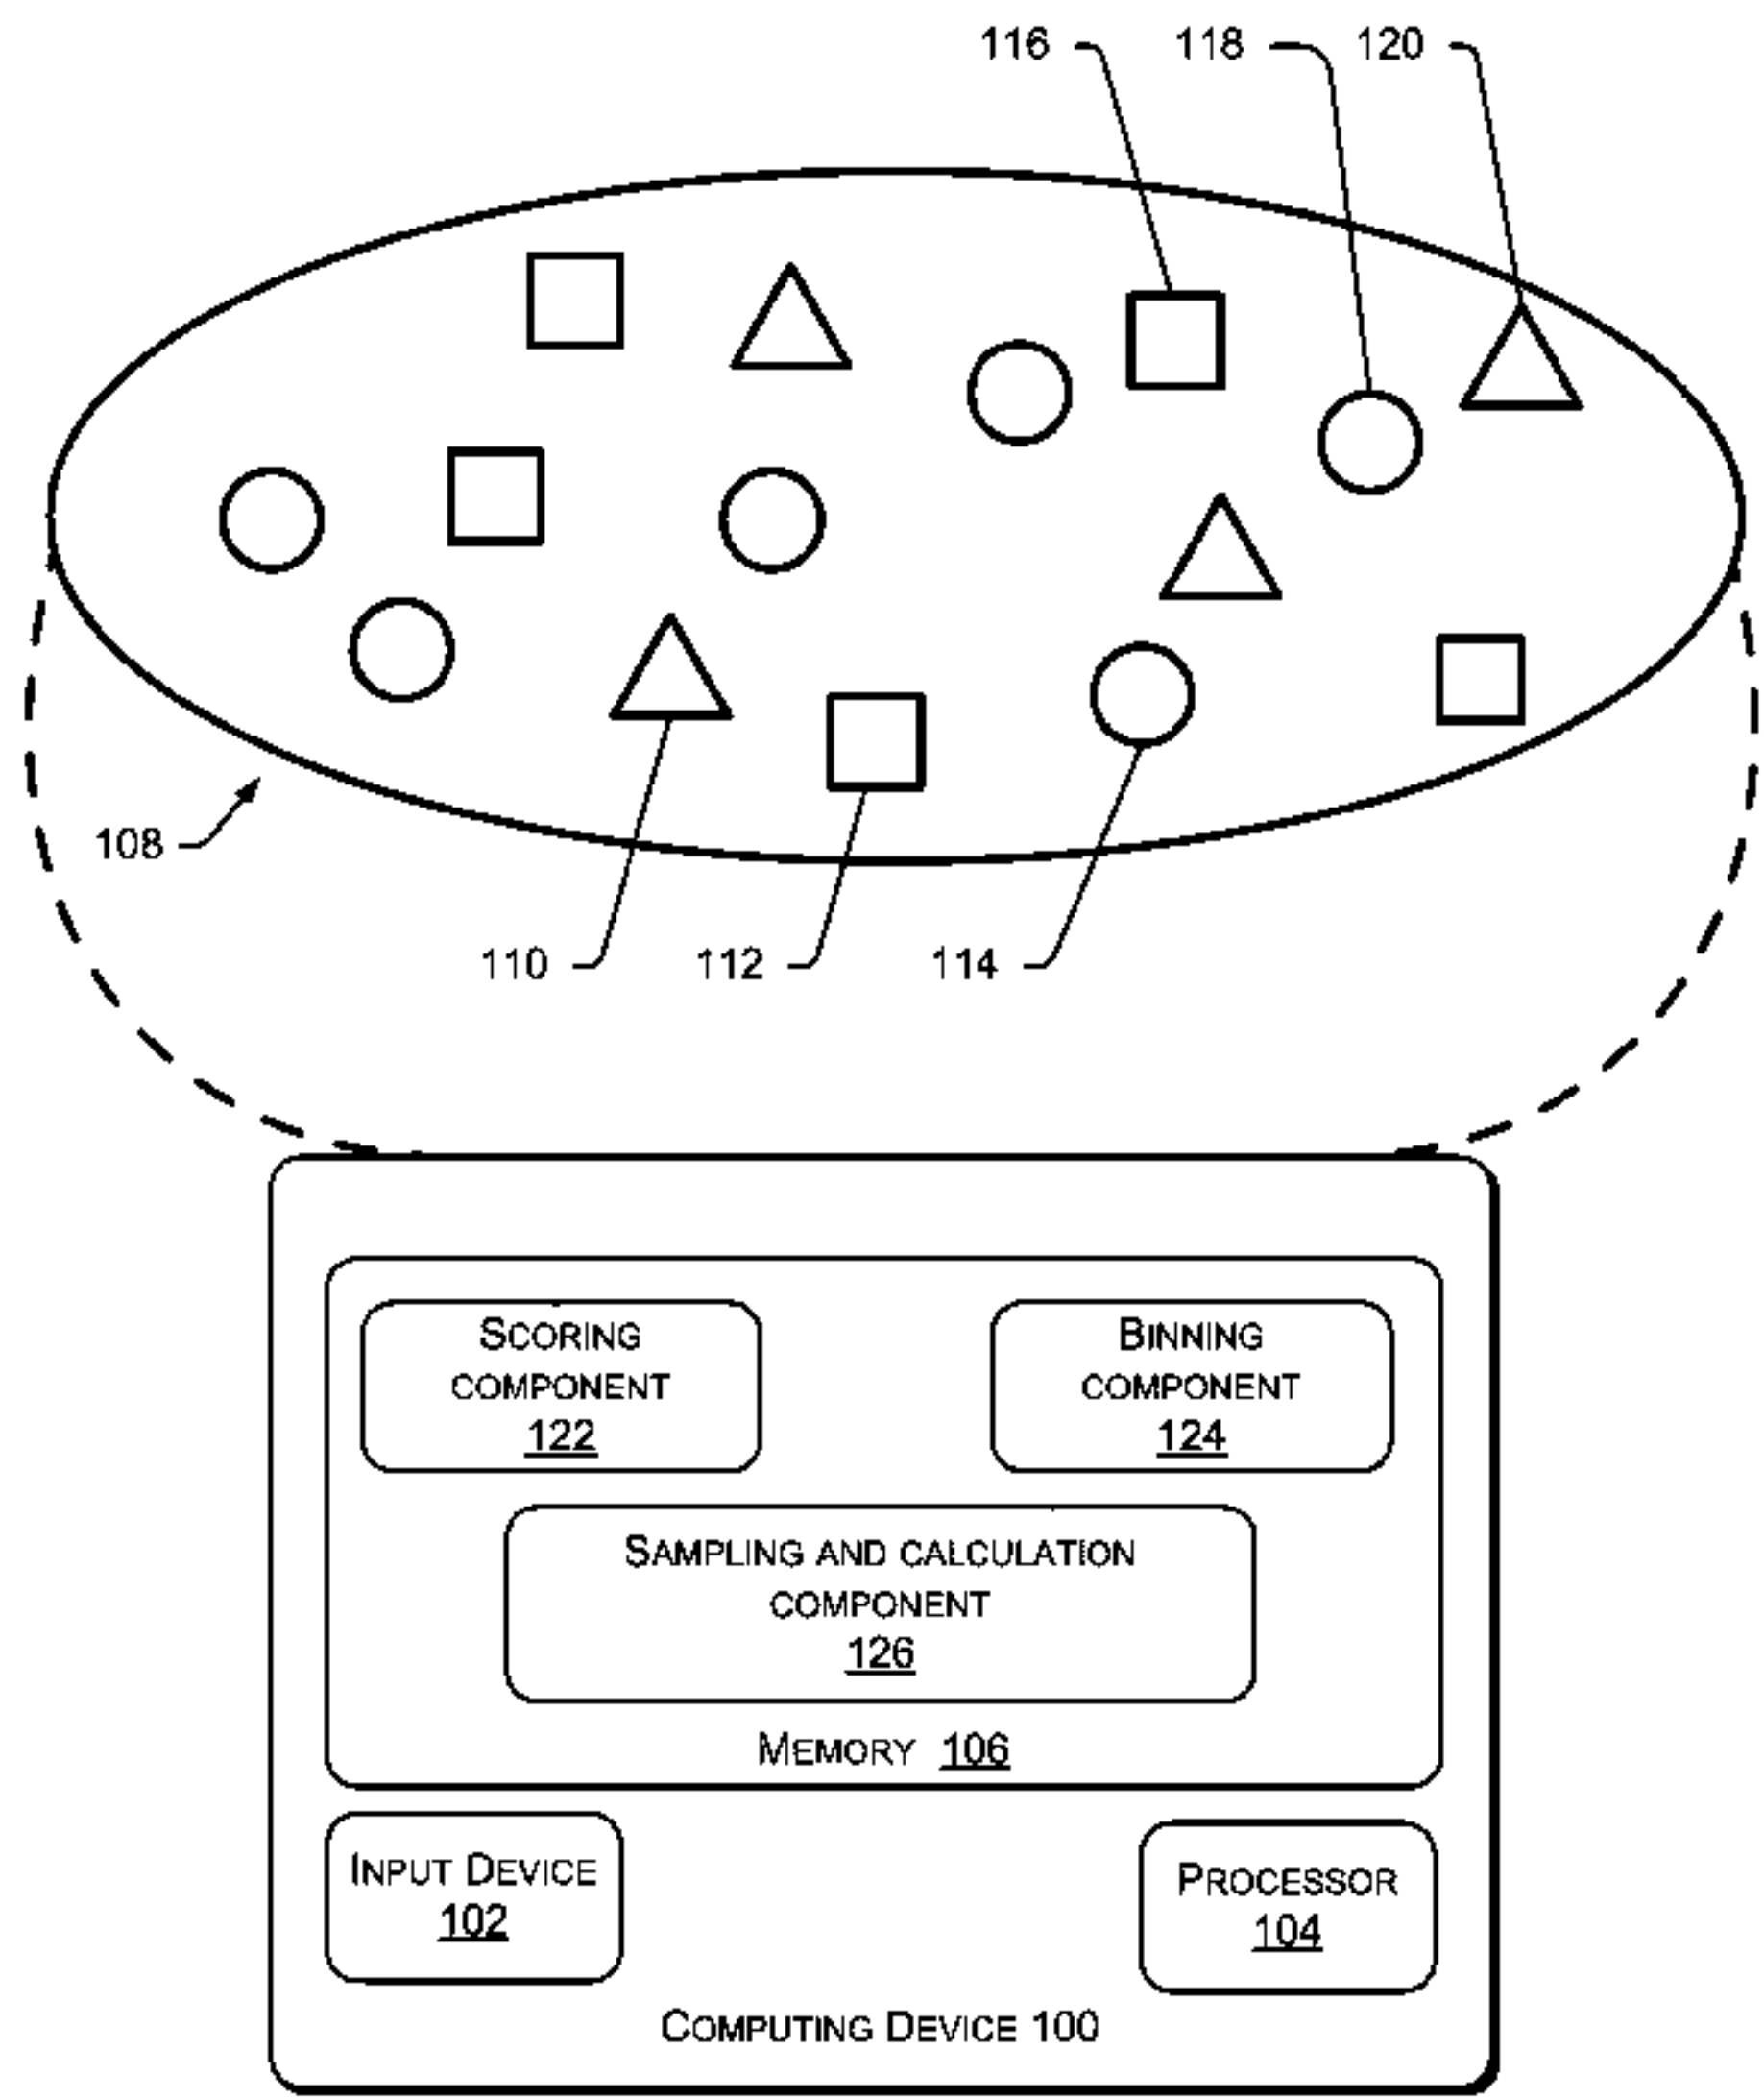 116 118 120
108
110 112 114
SCORING COMPONENT 122
BINNING COMPONENT 124
SAMPLING AND CALCULATION
COMPONENT
126
MEMORY 106
INPUT DEVICE
102
PROCESSOR
104
COMPUTING DEVICE 100